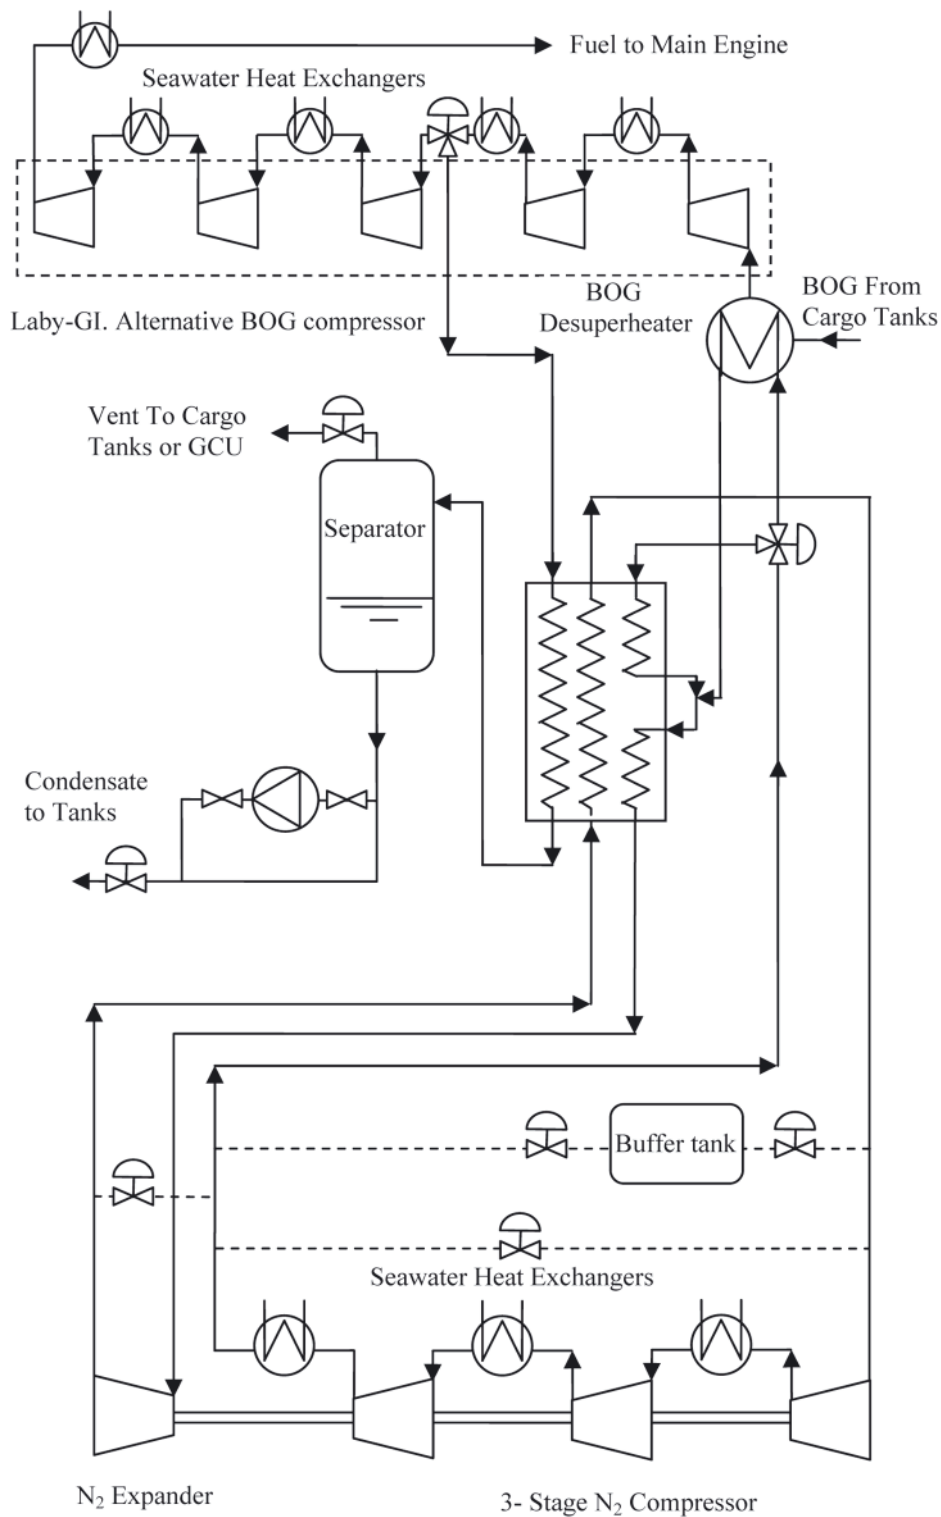 Fuel to Main Engine
Seawater Heat Exchangers
Laby-GI. Alternative BOG compressor
BOG
Desuperheater
BOG From
Cargo Tanks
Vent To Cargo
Tanks or GCU
Separator
Condensate
to Tanks
Buffer tank
Seawater Heat Exchangers
N₂ Expander
3- Stage N₂ Compressor